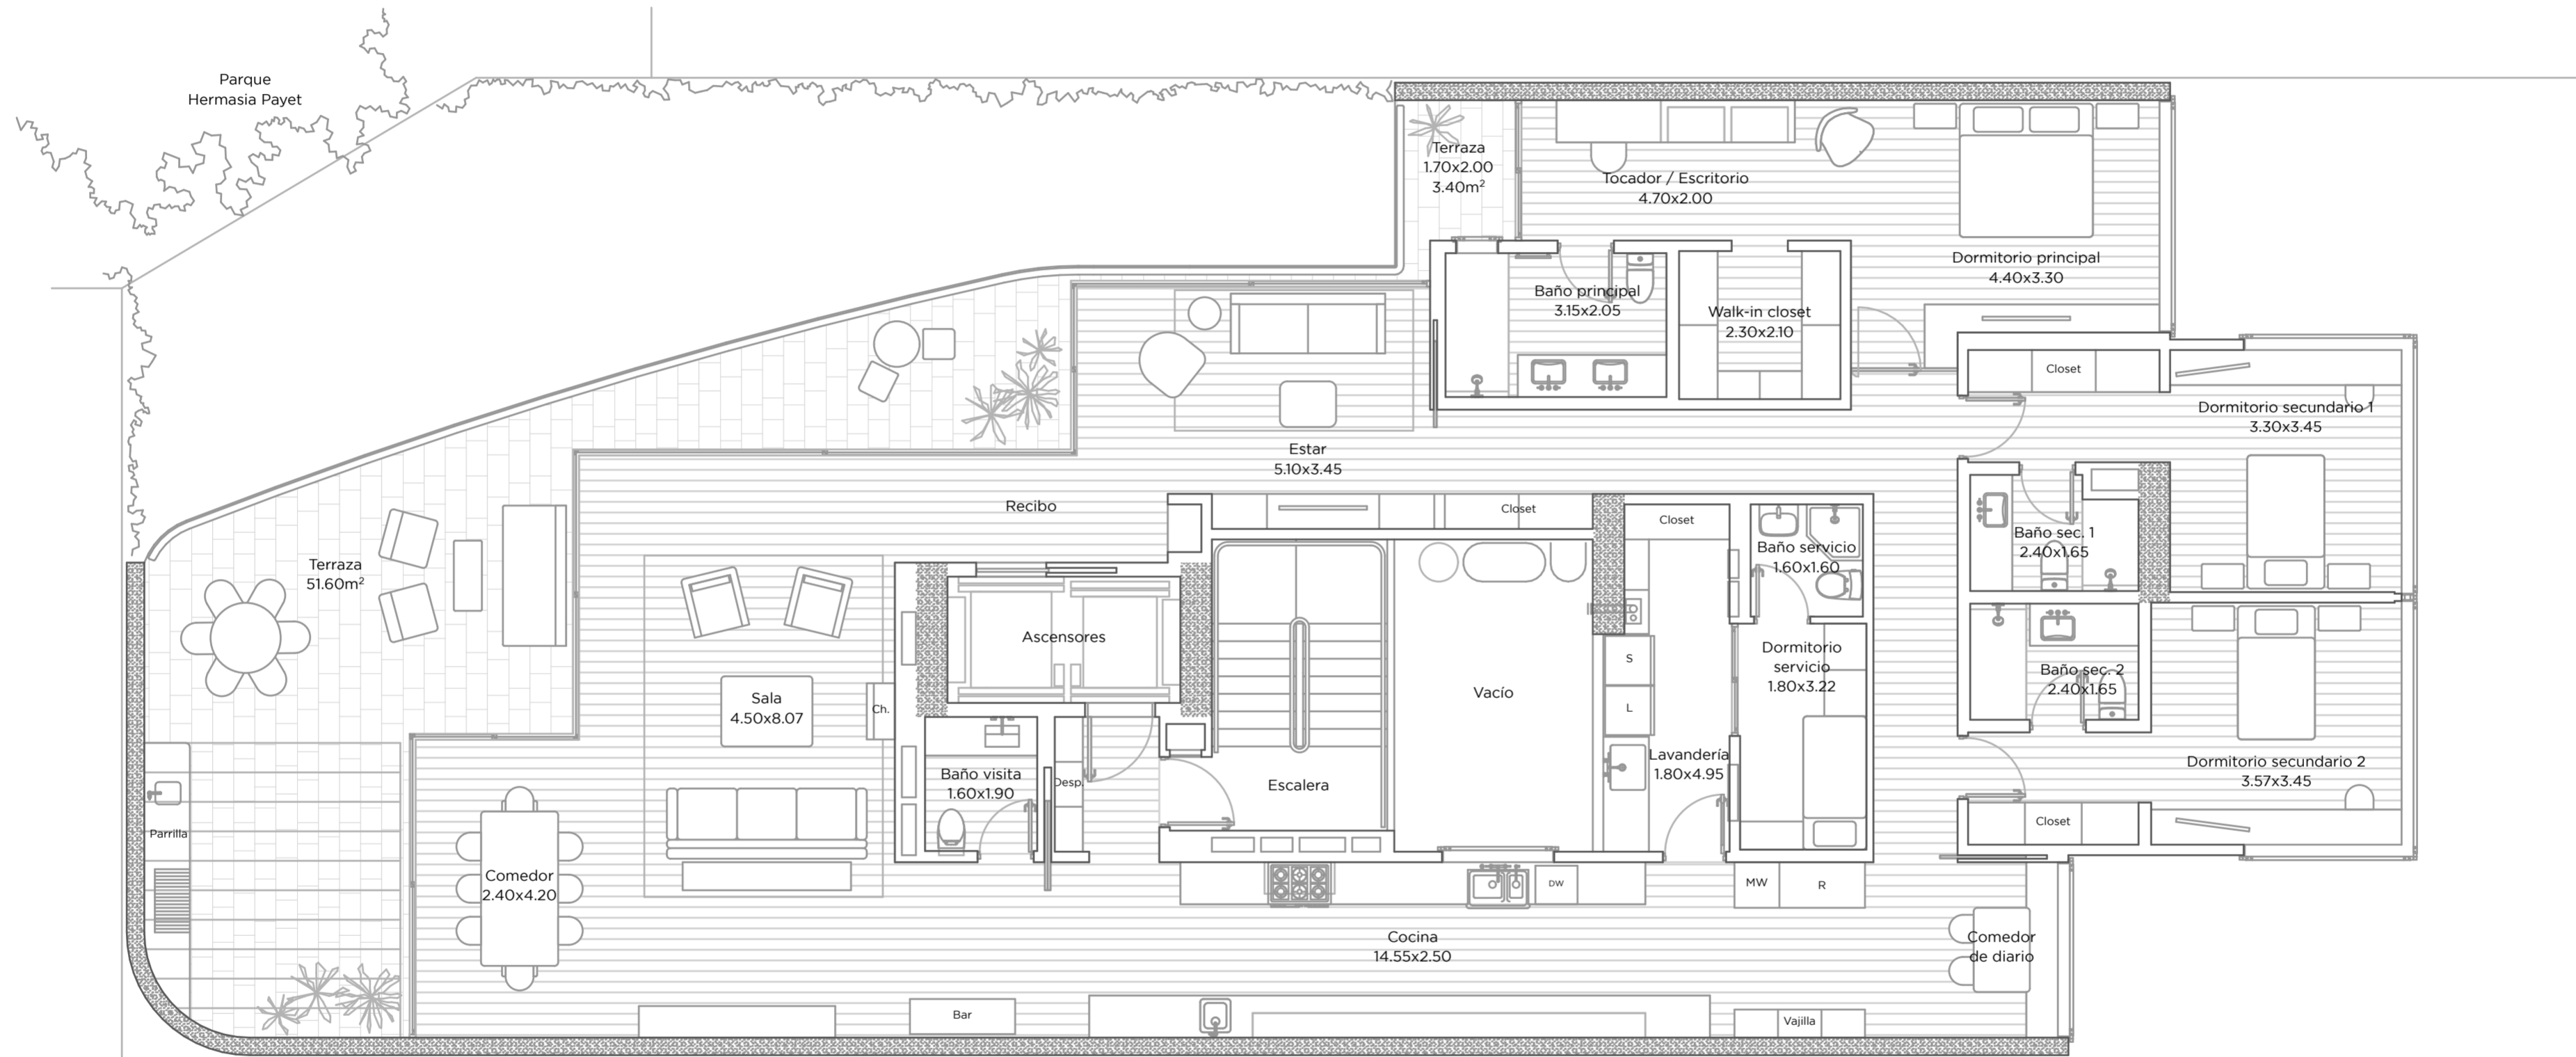 Parque
Hermasia Payet
Terraza
1.70x2.00
3.40m²
Tocador / Escritorio
4.70x2.00
Dormitorio principal
4.40x3.30
Baño principal
3.15x2.05
Walk-in closet
2.30x2.10
Closet
Dormitorio secundario 1
3.30x3.45
Estar
5.10x3.45
Recibo
Closet
Closet
Baño servicio
1.60x1.60
Baño sec. 1
2.40x1.65
Terraza
51.60m²
Ascensores
S
Dormitorio
servicio
1.80x3.22
Baño sec. 2
2.40x1.65
Sala
4.50x8.07
Ch.
Vacío
L
Baño visita
1.60x1.90
Desp.
Escalera
Lavandería
1.80x4.95
Dormitorio secundario 2
3.57x3.45
Parrilla
Closet
Comedor
2.40x4.20
DW
MW
R
Cocina
14.55x2.50
Comedor
de diario
Bar
Vajilla